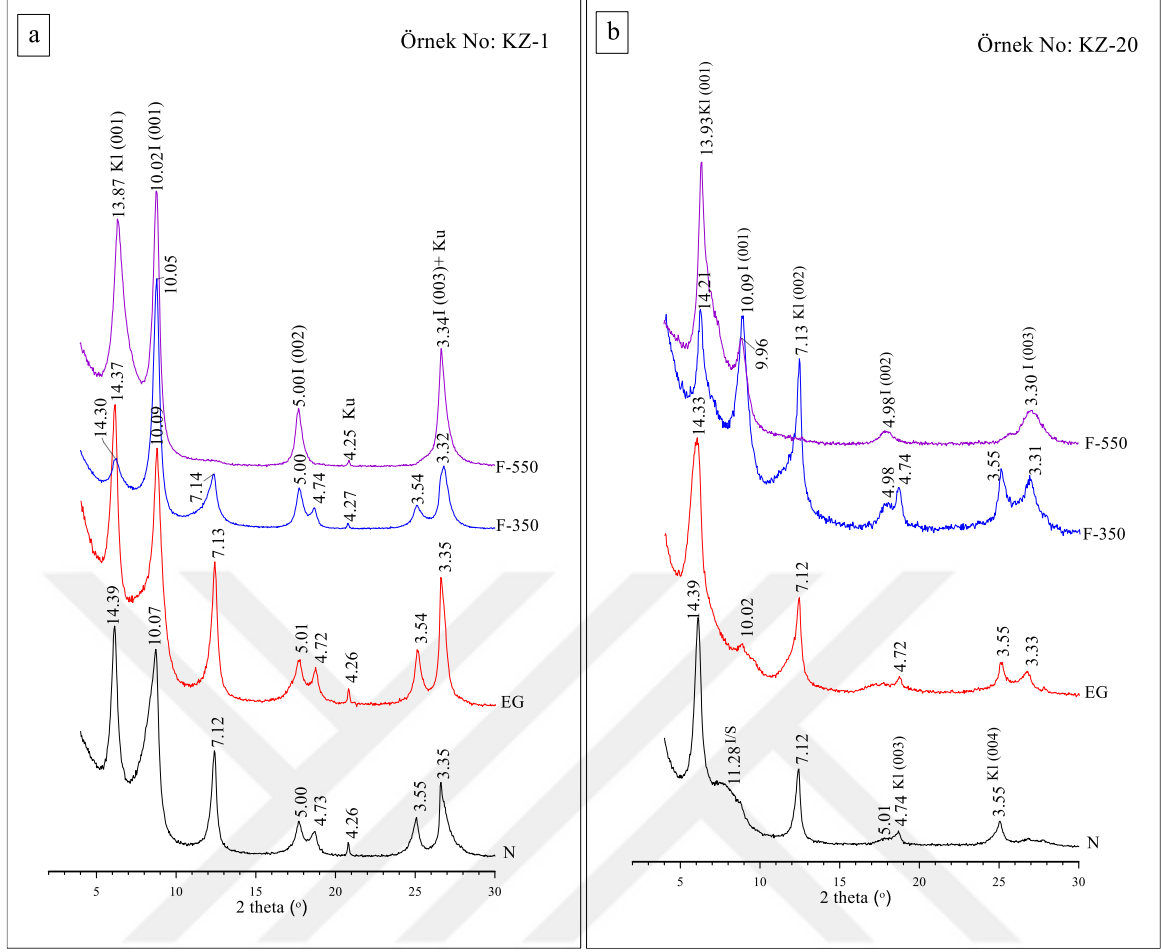 a
Örnek No: KZ-1
13.87 Kl (001)
10.02 I (001)
10.05
14.37
14.30
10.09
7.14
5.00 I (002)
5.00
4.74
Ku
4.25
4.27
3.54
3.34 I (003)+ Ku
3.32
F-550
F-350
14.39
10.07
7.13
7.12
5.01
4.72
4.26
3.54
3.35
EG
5.00
4.73
4.26
3.55
3.35
N
5 10 15 20 25 30
2 theta (°)
b
Örnek No: KZ-20
13.93 Kl (001)
14.21
10.09 I (001)
9.96
7.13 Kl (002)
4.98 I (002)
3.30 I (003)
F-550
14.33
4.98
4.74
3.55
3.31
F-350
14.39
10.02
7.12
4.72
3.55
3.33
EG
11.28 I/S
7.12
5.01
4.74 Kl (003)
3.55 Kl (004)
N
5 10 15 20 25 30
2 theta (°)